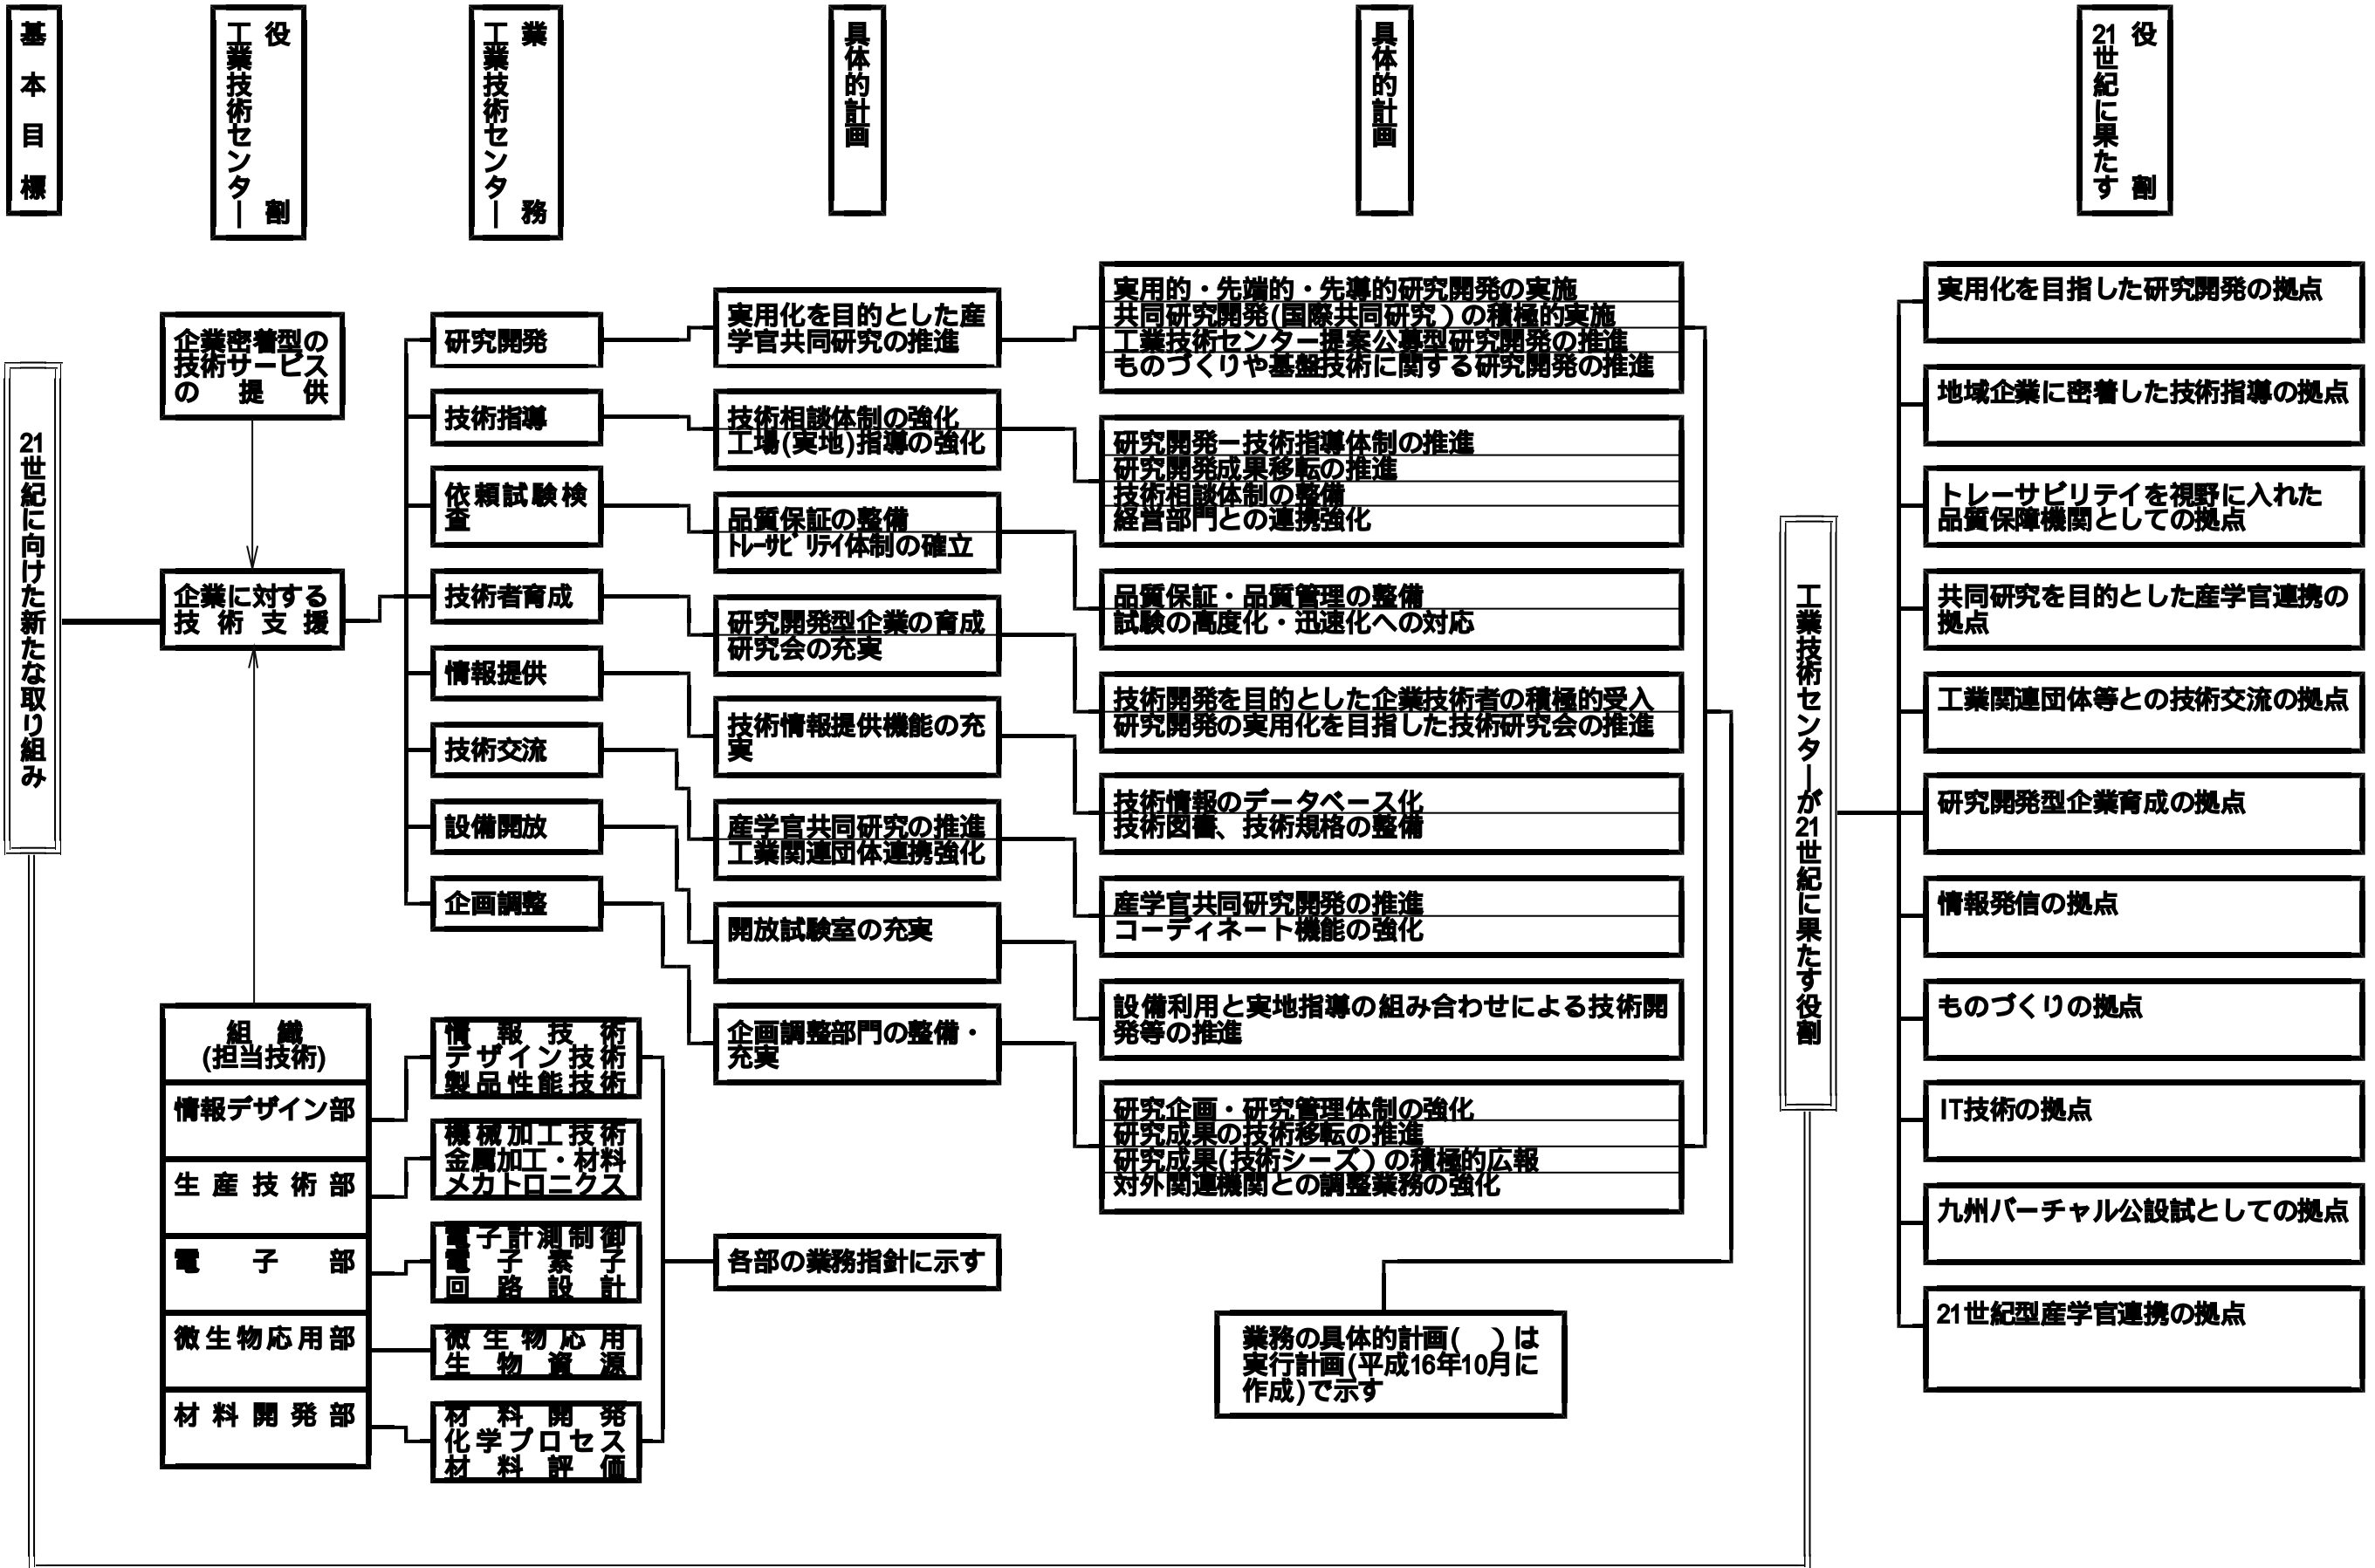 基本目標
工業技術センター
役割
工業技術センター
業務
具体的計画
具体的計画
21世紀に果たす
役割
21世紀に向けた新たな取り組み
企業密着型の
技術サービス
の提供
企業に対する
技術支援
組織
(担当技術)
情報デザイン部
生産技術部
電子部
微生物応用部
材料開発部
研究開発
技術指導
依頼試験検
査
技術者育成
情報提供
技術交流
設備開放
企画調整
情報技術
デザイン技術
製品性能技術
機械加工技術
金属加工・材料
メカトロニクス
電子計測制御
電子素子
回路設計
微生物応用
生物資源
材料開発
化学プロセス
材料評価
実用化を目的とした産
学官共同研究の推進
技術相談体制の強化
工場(実地)指導の強化
品質保証の整備
ﾄﾚｰｻﾋﾞﾘﾃｲ体制の確立
研究開発型企業の育成
研究会の充実
技術情報提供機能の充
実
産学官共同研究の推進
工業関連団体連携強化
開放試験室の充実
企画調整部門の整備・
充実
各部の業務指針に示す
実用的・先端的・先導的研究開発の実施
共同研究開発(国際共同研究)の積極的実施
工業技術センター提案公募型研究開発の推進
ものづくりや基盤技術に関する研究開発の推進
研究開発ー技術指導体制の推進
研究開発成果移転の推進
技術相談体制の整備
経営部門との連携強化
品質保証・品質管理の整備
試験の高度化・迅速化への対応
技術開発を目的とした企業技術者の積極的受入
研究開発の実用化を目指した技術研究会の推進
技術情報のデータベース化
技術図書、技術規格の整備
産学官共同研究開発の推進
コーディネート機能の強化
設備利用と実地指導の組み合わせによる技術開
発等の推進
研究企画・研究管理体制の強化
研究成果の技術移転の推進
研究成果(技術シーズ)の積極的広報
対外関連機関との調整業務の強化
業務の具体的計画(　)は
実行計画(平成16年10月に
作成)で示す
工業技術センターが21世紀に果たす役割
実用化を目指した研究開発の拠点
地域企業に密着した技術指導の拠点
トレーサビリテイを視野に入れた
品質保障機関としての拠点
共同研究を目的とした産学官連携の
拠点
工業関連団体等との技術交流の拠点
研究開発型企業育成の拠点
情報発信の拠点
ものづくりの拠点
IT技術の拠点
九州バーチャル公設試としての拠点
21世紀型産学官連携の拠点